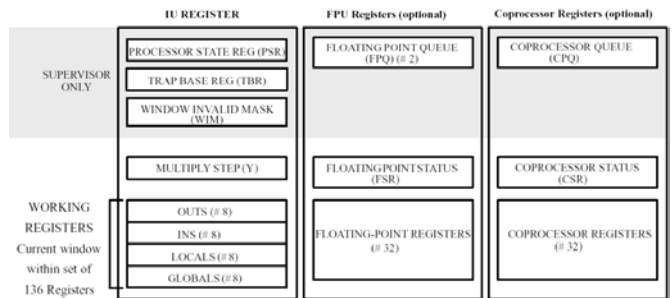 IU REGISTER
FPU Registers (optional)
Coprocessor Registers (optional)
SUPERVISOR
ONLY
PROCESSOR STATE REG (PSR)
TRAP BASE REG (TBR)
WINDOW INVALID MASK
(WIM)
FLOATING POINT QUEUE
(FPQ) (# 2)
COPROCESSOR QUEUE
(CPQ)
MULTIPLY STEP (Y)
FLOATING POINT STATUS
(FSR)
COPROCESSOR STATUS
(CSR)
WORKING
REGISTERS
Current window
within set of
136 Registers
OUTS (# 8)
INS (# 8)
LOCALS (# 8)
GLOBALS (# 8)
FLOATING-POINT REGISTERS
(# 32)
COPROCESSOR REGISTERS
(# 32)